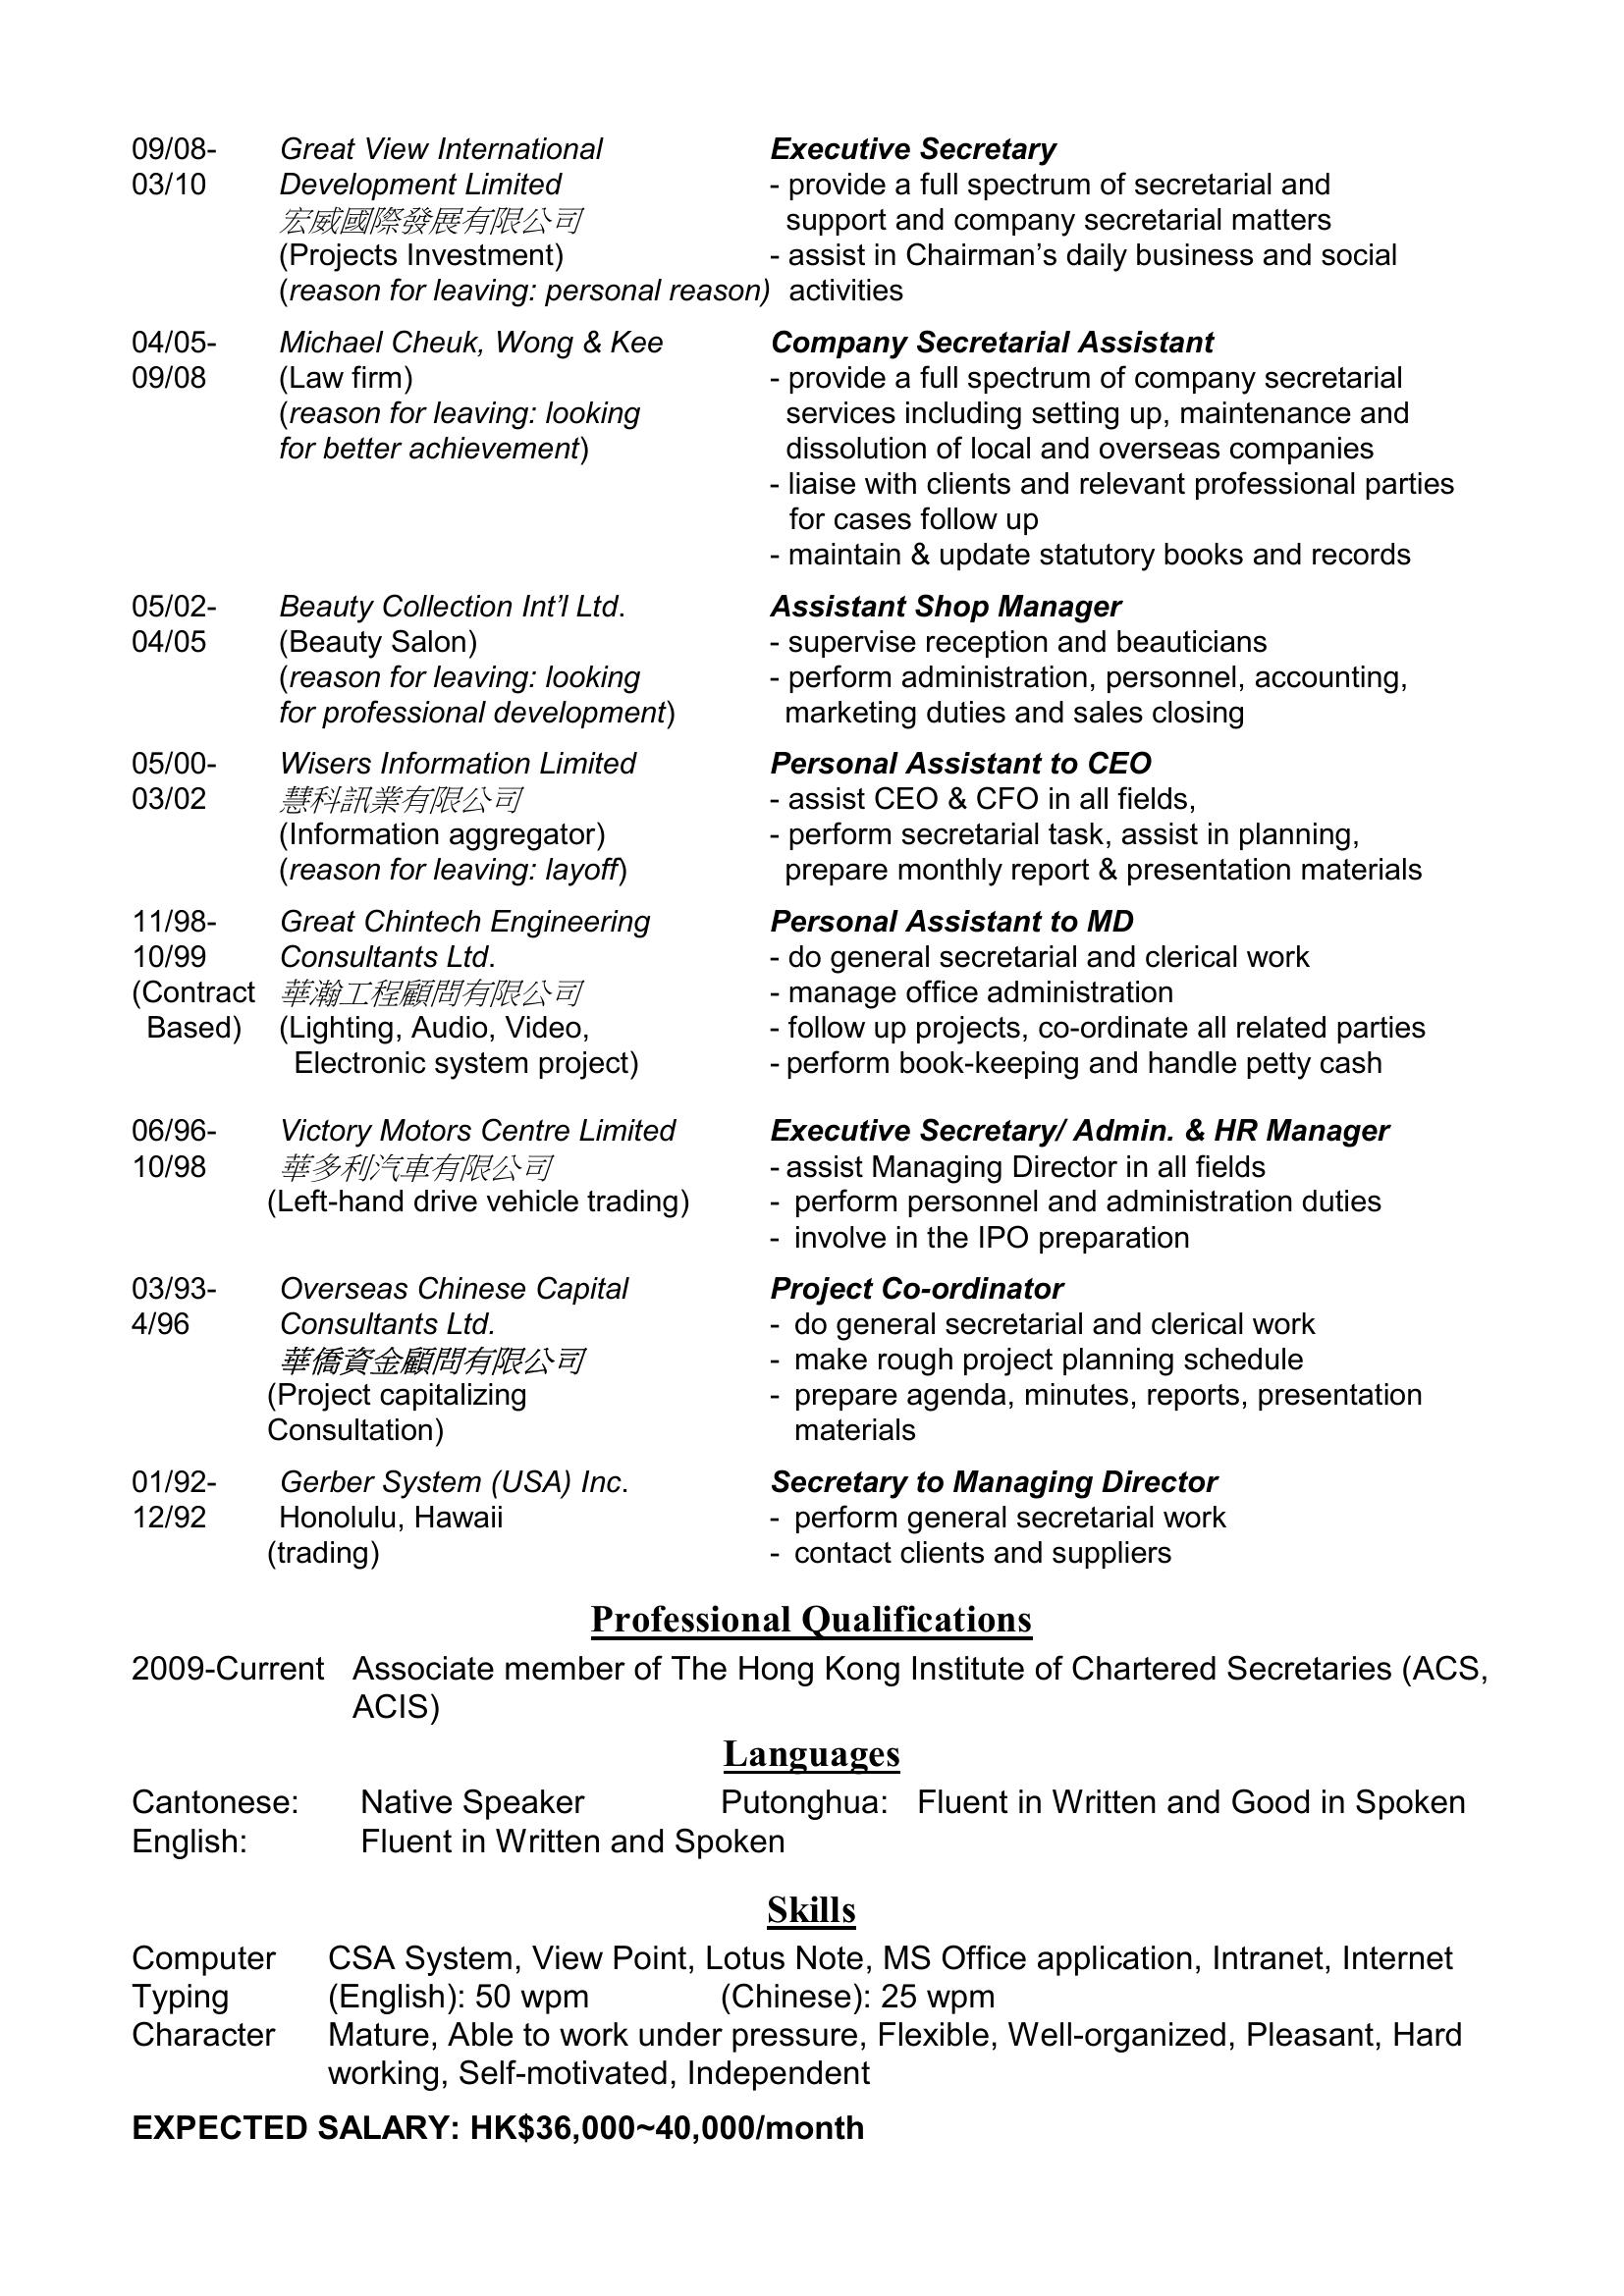 09/08- Great View International Executive Secretary
03/10 Development Limited - provide a full spectrum of secretarial and
宏威國際發展有限公司 support and company secretarial matters
(Projects Investment) - assist in Chairman’s daily business and social
(reason for leaving: personal reason) activities
04/05- Michael Cheuk, Wong & Kee Company Secretarial Assistant
09/08 (Law firm) - provide a full spectrum of company secretarial
(reason for leaving: looking services including setting up, maintenance and
for better achievement) dissolution of local and overseas companies
- liaise with clients and relevant professional parties
for cases follow up
- maintain & update statutory books and records
05/02- Beauty Collection Int’l Ltd. Assistant Shop Manager
04/05 (Beauty Salon) - supervise reception and beauticians
(reason for leaving: looking - perform administration, personnel, accounting,
for professional development) marketing duties and sales closing
05/00- Wisers Information Limited Personal Assistant to CEO
03/02 慧科訊業有限公司 - assist CEO & CFO in all fields,
(Information aggregator) - perform secretarial task, assist in planning,
(reason for leaving: layoff) prepare monthly report & presentation materials
11/98- Great Chintech Engineering Personal Assistant to MD
10/99 Consultants Ltd. - do general secretarial and clerical work
(Contract 華瀚工程顧問有限公司 - manage office administration
Based) (Lighting, Audio, Video, - follow up projects, co-ordinate all related parties
Electronic system project) - perform book-keeping and handle petty cash
06/96- Victory Motors Centre Limited Executive Secretary/ Admin. & HR Manager
10/98 華多利汽車有限公司 - assist Managing Director in all fields
(Left-hand drive vehicle trading) - perform personnel and administration duties
- involve in the IPO preparation
03/93- Overseas Chinese Capital Project Co-ordinator
4/96 Consultants Ltd. - do general secretarial and clerical work
華僑資金顧問有限公司 - make rough project planning schedule
(Project capitalizing - prepare agenda, minutes, reports, presentation
Consultation) materials
01/92- Gerber System (USA) Inc. Secretary to Managing Director
12/92 Honolulu, Hawaii - perform general secretarial work
(trading) - contact clients and suppliers
Professional Qualifications
2009-Current Associate member of The Hong Kong Institute of Chartered Secretaries (ACS,
ACIS)
Languages
Cantonese: Native Speaker Putonghua: Fluent in Written and Good in Spoken
English: Fluent in Written and Spoken
Skills
Computer CSA System, View Point, Lotus Note, MS Office application, Intranet, Internet
Typing (English): 50 wpm (Chinese): 25 wpm
Character Mature, Able to work under pressure, Flexible, Well-organized, Pleasant, Hard
working, Self-motivated, Independent
EXPECTED SALARY: HK$36,000~40,000/month